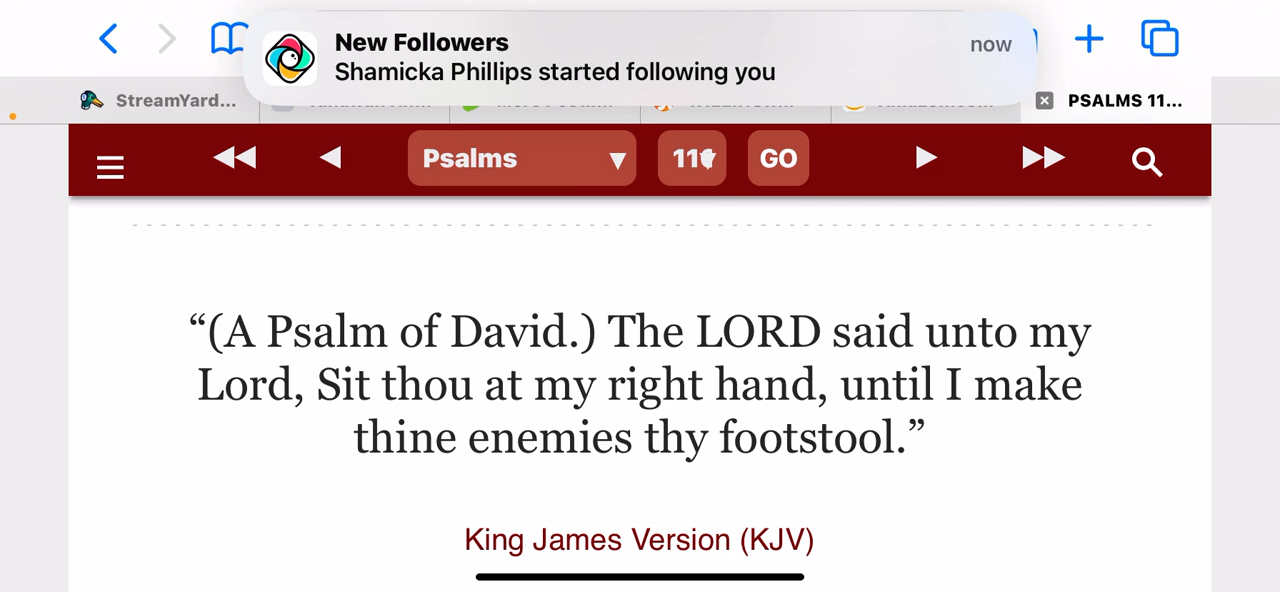 New Followers
now
Shamicka Phillips started following you
StreamYard...
PSALMS 11...
Psalms
GO
“(A Psalm of David.) The LORD said unto my
Lord, Sit thou at my right hand, until I make
thine enemies thy footstool.”
King James Version (KJV)